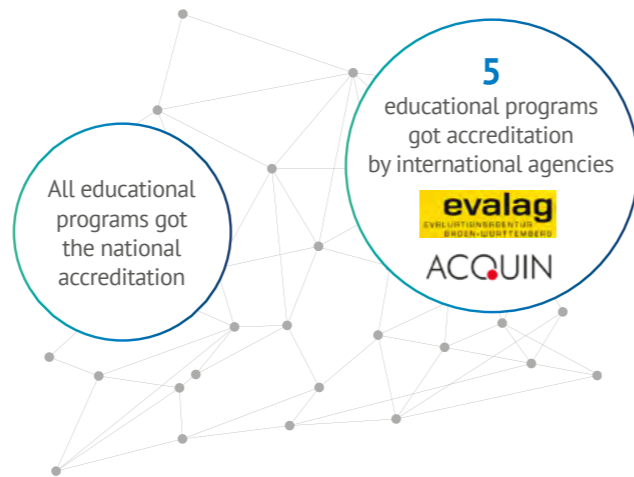 All educational
programs got
the national
accreditation
5
educational programs
got accreditation
by international agencies
evalag
EVALUATIONSAGENTUR
BADEN-WÜRTTEMBERG
ACQUIN